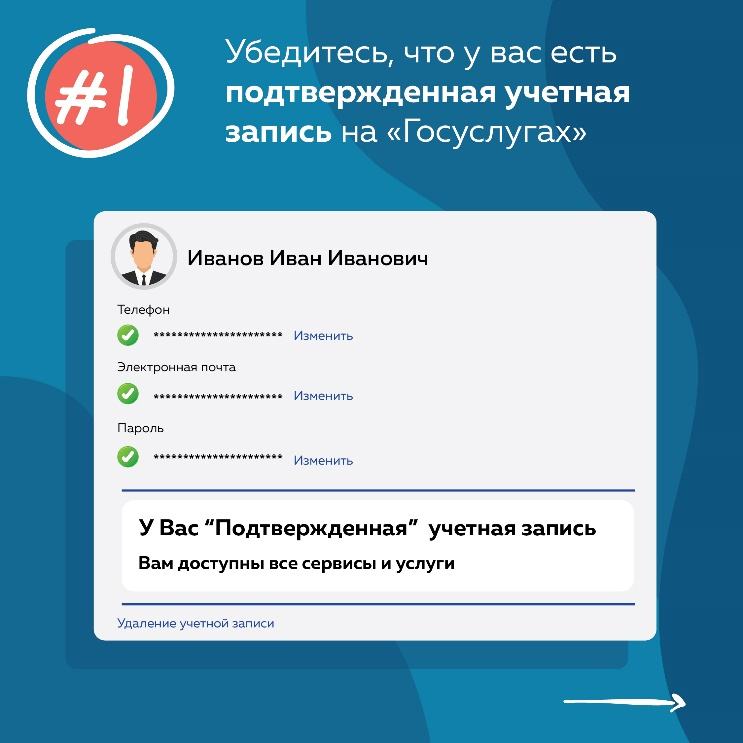 #1
Убедитесь, что у вас есть
подтвержденная учетная
запись на «Госуслугах»
Иванов Иван Иванович
Телефон
********************** Изменить
Электронная почта
********************** Изменить
Пароль
********************** Изменить
У Вас “Подтвержденная” учетная запись
Вам доступны все сервисы и услуги
Удаление учетной записи